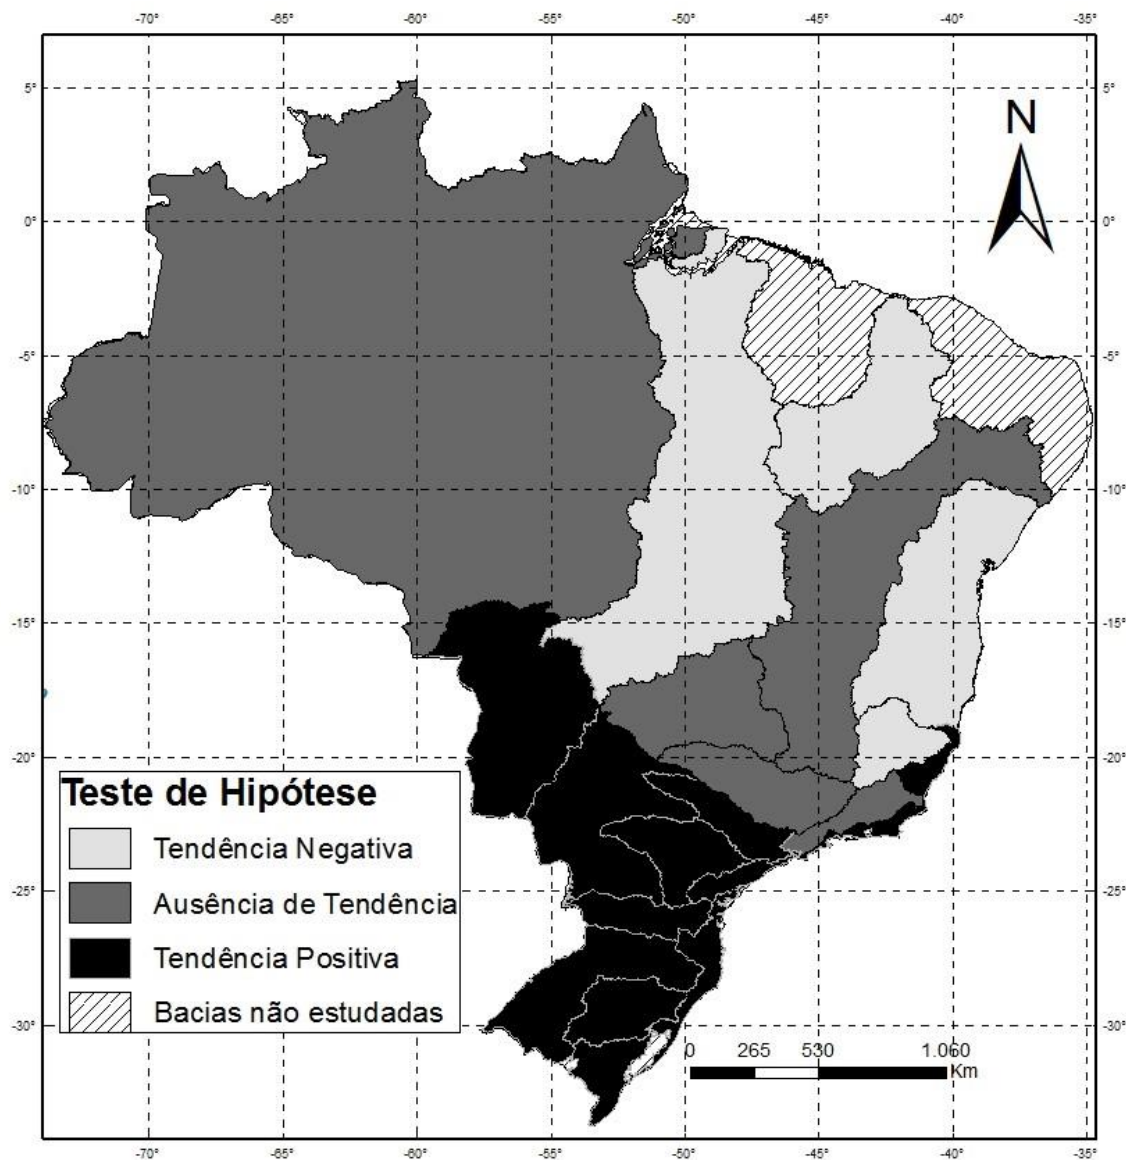 -70° -65° -60° -55° -50° -45° -40° -35°
N
5° 5°
0° 0°
-5° -5°
-10° -10°
-15° -15°
-20° -20°
-25° -25°
-30° -30°
Teste de Hipótese
Tendência Negativa
Ausência de Tendência
Tendência Positiva
Bacias não estudadas
0 265 530 1.060
Km
-70° -65° -60° -55° -50° -45° -40° -35°